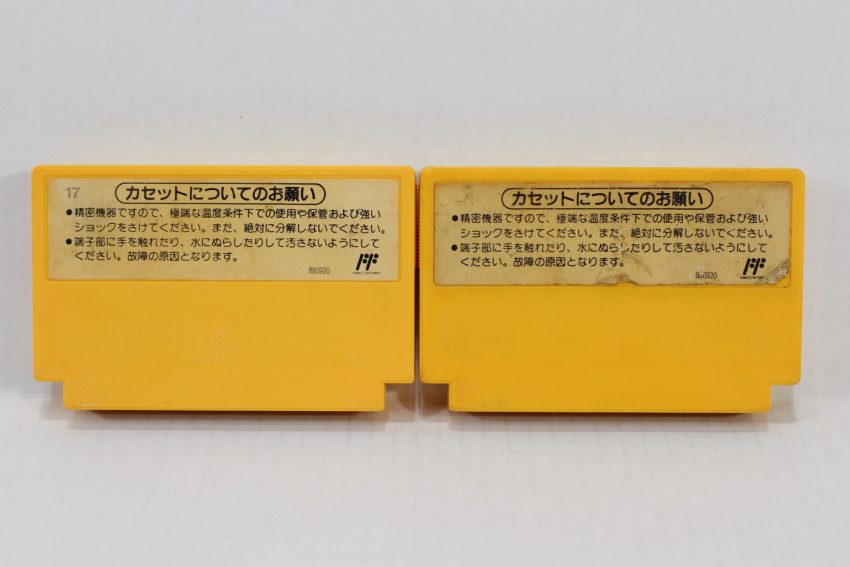 17
カセットについてのお願い
●精密機器ですので、極端な温度条件下での使用や保管および強い
ショックをさけてください。また、絶対に分解しないでください。
●端子部に手を触れたり、水にぬらしたりして汚さないようにして
ください。故障の原因となります。
880920
カセットについてのお願い
●精密機器ですので、極端な温度条件下での使用や保管および強い
ショックをさけてください。また、絶対に分解しないでください。
●端子部に手を触れたり、水にぬらしたりして汚さないようにして
ください。故障の原因となります。
880920